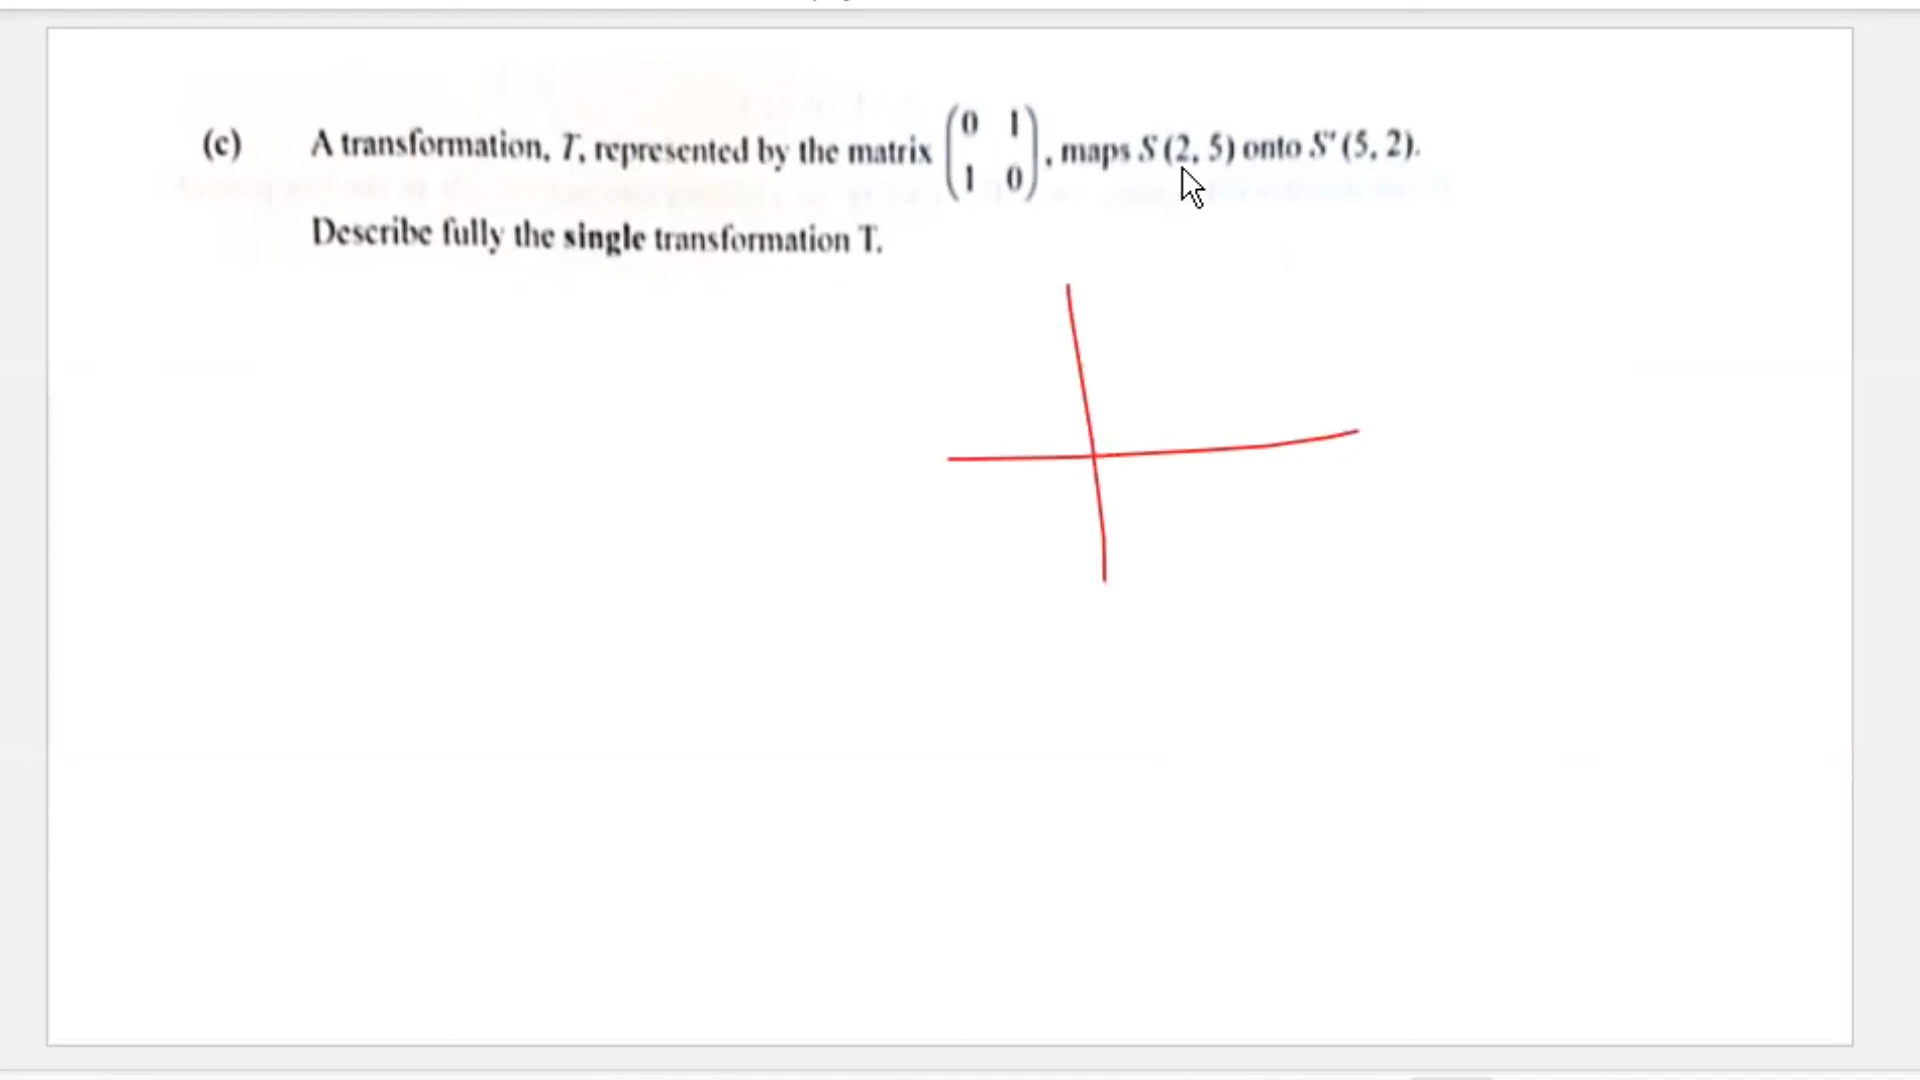 (c) A transformation, T, represented by the matrix (0 1
1 0), maps S (2, 5) onto S' (5, 2).
Describe fully the single transformation T.